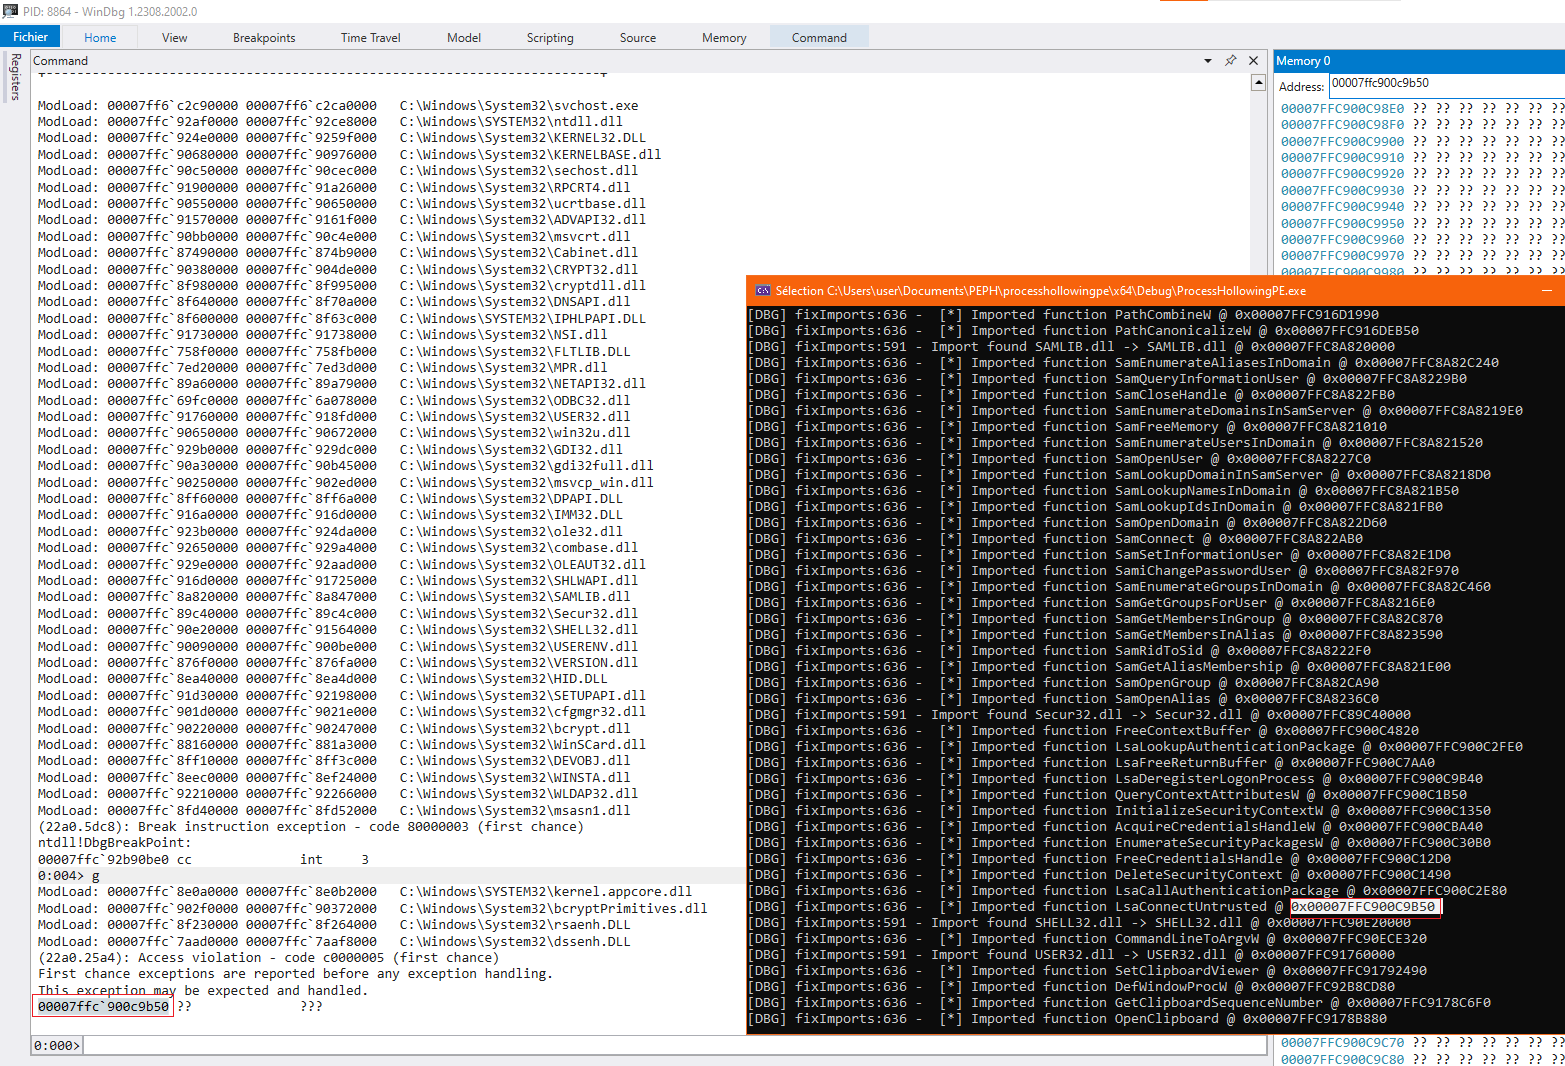 PID: 8864 - WinDbg 1.2308.2002.0
Fichier Home View Breakpoints Time Travel Model Scripting Source Memory Command
Registers
Command
ModLoad: 00007ff6`c2c90000 00007ff6`c2ca0000 C:\Windows\System32\svchost.exe
ModLoad: 00007ffc`92af0000 00007ffc`92ce8000 C:\Windows\SYSTEM32\ntdll.dll
ModLoad: 00007ffc`924e0000 00007ffc`9259f000 C:\Windows\System32\KERNEL32.DLL
ModLoad: 00007ffc`90680000 00007ffc`90976000 C:\Windows\System32\KERNELBASE.dll
ModLoad: 00007ffc`90c50000 00007ffc`90cec000 C:\Windows\System32\sechost.dll
ModLoad: 00007ffc`91900000 00007ffc`91a26000 C:\Windows\System32\RPCRT4.dll
ModLoad: 00007ffc`90550000 00007ffc`90650000 C:\Windows\System32\ucrtbase.dll
ModLoad: 00007ffc`91570000 00007ffc`9161f000 C:\Windows\System32\ADVAPI32.dll
ModLoad: 00007ffc`90bb0000 00007ffc`90c4e000 C:\Windows\System32\msvcrt.dll
ModLoad: 00007ffc`87490000 00007ffc`874b9000 C:\Windows\System32\Cabinet.dll
ModLoad: 00007ffc`90380000 00007ffc`904de000 C:\Windows\System32\CRYPT32.dll
ModLoad: 00007ffc`8f980000 00007ffc`8f995000 C:\Windows\System32\cryptdll.dll
ModLoad: 00007ffc`8f640000 00007ffc`8f70a000 C:\Windows\System32\DNSAPI.dll
ModLoad: 00007ffc`8f600000 00007ffc`8f63c000 C:\Windows\System32\IPHLPAPI.DLL
ModLoad: 00007ffc`91730000 00007ffc`91738000 C:\Windows\System32\NSI.dll
ModLoad: 00007ffc`758f0000 00007ffc`758fb000 C:\Windows\System32\FLTLIB.DLL
ModLoad: 00007ffc`7ed20000 00007ffc`7ed3d000 C:\Windows\System32\MPR.dll
ModLoad: 00007ffc`89a60000 00007ffc`89a79000 C:\Windows\System32\NETAPI32.dll
ModLoad: 00007ffc`69fc0000 00007ffc`6a078000 C:\Windows\System32\ODBC32.dll
ModLoad: 00007ffc`91760000 00007ffc`918fd000 C:\Windows\System32\USER32.dll
ModLoad: 00007ffc`90650000 00007ffc`90672000 C:\Windows\System32\win32u.dll
ModLoad: 00007ffc`929b0000 00007ffc`929dc000 C:\Windows\System32\GDI32.dll
ModLoad: 00007ffc`90a30000 00007ffc`90b45000 C:\Windows\System32\gdi32full.dll
ModLoad: 00007ffc`90250000 00007ffc`902ed000 C:\Windows\System32\msvcp_win.dll
ModLoad: 00007ffc`8ff60000 00007ffc`8ff6a000 C:\Windows\System32\DPAPI.DLL
ModLoad: 00007ffc`916a0000 00007ffc`916d0000 C:\Windows\System32\IMM32.DLL
ModLoad: 00007ffc`923b0000 00007ffc`924da000 C:\Windows\System32\ole32.dll
ModLoad: 00007ffc`92650000 00007ffc`929a4000 C:\Windows\System32\combase.dll
ModLoad: 00007ffc`929e0000 00007ffc`92aad000 C:\Windows\System32\OLEAUT32.dll
ModLoad: 00007ffc`916d0000 00007ffc`91725000 C:\Windows\System32\SHLWAPI.dll
ModLoad: 00007ffc`8a820000 00007ffc`8a847000 C:\Windows\System32\SAMLIB.dll
ModLoad: 00007ffc`89c40000 00007ffc`89c4c000 C:\Windows\System32\Secur32.dll
ModLoad: 00007ffc`90e20000 00007ffc`91564000 C:\Windows\System32\SHELL32.dll
ModLoad: 00007ffc`90090000 00007ffc`900be000 C:\Windows\System32\USERENV.dll
ModLoad: 00007ffc`876f0000 00007ffc`876fa000 C:\Windows\System32\VERSION.dll
ModLoad: 00007ffc`8ea40000 00007ffc`8ea4d000 C:\Windows\System32\HID.DLL
ModLoad: 00007ffc`91d30000 00007ffc`92198000 C:\Windows\System32\SETUPAPI.dll
ModLoad: 00007ffc`901d0000 00007ffc`9021e000 C:\Windows\System32\cfgmgr32.dll
ModLoad: 00007ffc`90220000 00007ffc`90247000 C:\Windows\System32\bcrypt.dll
ModLoad: 00007ffc`88160000 00007ffc`881a3000 C:\Windows\System32\WinSCard.dll
ModLoad: 00007ffc`8ff10000 00007ffc`8ff3c000 C:\Windows\System32\DEVOBJ.dll
ModLoad: 00007ffc`8eec0000 00007ffc`8ef24000 C:\Windows\System32\WINSTA.dll
ModLoad: 00007ffc`92210000 00007ffc`92266000 C:\Windows\System32\WLDAP32.dll
ModLoad: 00007ffc`8fd40000 00007ffc`8fd52000 C:\Windows\System32\msasn1.dll
(22a0.5dc8): Break instruction exception - code 80000003 (first chance)
ntdll!DbgBreakPoint:
00007ffc`92b90be0 cc int 3
0:004> g
ModLoad: 00007ffc`8e0a0000 00007ffc`8e0b2000 C:\Windows\SYSTEM32\kernel.appcore.dll
ModLoad: 00007ffc`902f0000 00007ffc`90372000 C:\Windows\System32\bcryptPrimitives.dll
ModLoad: 00007ffc`8f230000 00007ffc`8f264000 C:\Windows\System32\rsaenh.DLL
ModLoad: 00007ffc`7aad0000 00007ffc`7aaf8000 C:\Windows\System32\dssenh.DLL
(22a0.25a4): Access violation - code c0000005 (first chance)
First chance exceptions are reported before any exception handling.
This exception may be expected and handled.
00007ffc`900c9b50 ?? ???
0:000>
Memory 0
Address: 00007ffc900c9b50
00007FFC900C98E0 ?? ?? ?? ?? ?? ?? ??
00007FFC900C98F0 ?? ?? ?? ?? ?? ?? ??
00007FFC900C9900 ?? ?? ?? ?? ?? ?? ??
00007FFC900C9910 ?? ?? ?? ?? ?? ?? ??
00007FFC900C9920 ?? ?? ?? ?? ?? ?? ??
00007FFC900C9930 ?? ?? ?? ?? ?? ?? ??
00007FFC900C9940 ?? ?? ?? ?? ?? ?? ??
00007FFC900C9950 ?? ?? ?? ?? ?? ?? ??
00007FFC900C9960 ?? ?? ?? ?? ?? ?? ??
00007FFC900C9970 ?? ?? ?? ?? ?? ?? ??
00007FFC900C9980 ?? ?? ?? ?? ?? ?? ??
Sélection C:\Users\user\Documents\PEPH\processhollowingpe\x64\Debug\ProcessHollowingPE.exe
[DBG] fixImports:636 - [*] Imported function PathCombineW @ 0x00007FFC916D1990
[DBG] fixImports:636 - [*] Imported function PathCanonicalizeW @ 0x00007FFC916DEB50
[DBG] fixImports:591 - Import found SAMLIB.dll -> SAMLIB.dll @ 0x00007FFC8A820000
[DBG] fixImports:636 - [*] Imported function SamEnumerateAliasesInDomain @ 0x00007FFC8A82C240
[DBG] fixImports:636 - [*] Imported function SamQueryInformationUser @ 0x00007FFC8A8229B0
[DBG] fixImports:636 - [*] Imported function SamCloseHandle @ 0x00007FFC8A822FB0
[DBG] fixImports:636 - [*] Imported function SamEnumerateDomainsInSamServer @ 0x00007FFC8A8219E0
[DBG] fixImports:636 - [*] Imported function SamFreeMemory @ 0x00007FFC8A821010
[DBG] fixImports:636 - [*] Imported function SamEnumerateUsersInDomain @ 0x00007FFC8A821520
[DBG] fixImports:636 - [*] Imported function SamOpenUser @ 0x00007FFC8A8227C0
[DBG] fixImports:636 - [*] Imported function SamLookupDomainInSamServer @ 0x00007FFC8A8218D0
[DBG] fixImports:636 - [*] Imported function SamLookupNamesInDomain @ 0x00007FFC8A821B50
[DBG] fixImports:636 - [*] Imported function SamLookupIdsInDomain @ 0x00007FFC8A821FB0
[DBG] fixImports:636 - [*] Imported function SamOpenDomain @ 0x00007FFC8A822D60
[DBG] fixImports:636 - [*] Imported function SamConnect @ 0x00007FFC8A822AB0
[DBG] fixImports:636 - [*] Imported function SamSetInformationUser @ 0x00007FFC8A82E1D0
[DBG] fixImports:636 - [*] Imported function SamiChangePasswordUser @ 0x00007FFC8A82F970
[DBG] fixImports:636 - [*] Imported function SamEnumerateGroupsInDomain @ 0x00007FFC8A82C460
[DBG] fixImports:636 - [*] Imported function SamGetGroupsForUser @ 0x00007FFC8A8216E0
[DBG] fixImports:636 - [*] Imported function SamGetMembersInGroup @ 0x00007FFC8A82C870
[DBG] fixImports:636 - [*] Imported function SamGetMembersInAlias @ 0x00007FFC8A823590
[DBG] fixImports:636 - [*] Imported function SamRidToSid @ 0x00007FFC8A8222F0
[DBG] fixImports:636 - [*] Imported function SamGetAliasMembership @ 0x00007FFC8A821E00
[DBG] fixImports:636 - [*] Imported function SamOpenGroup @ 0x00007FFC8A82CA90
[DBG] fixImports:636 - [*] Imported function SamOpenAlias @ 0x00007FFC8A8236C0
[DBG] fixImports:591 - Import found Secur32.dll -> Secur32.dll @ 0x00007FFC89C40000
[DBG] fixImports:636 - [*] Imported function FreeContextBuffer @ 0x00007FFC900C4820
[DBG] fixImports:636 - [*] Imported function LsaLookupAuthenticationPackage @ 0x00007FFC900C2FE0
[DBG] fixImports:636 - [*] Imported function LsaFreeReturnBuffer @ 0x00007FFC900C7AA0
[DBG] fixImports:636 - [*] Imported function LsaDeregisterLogonProcess @ 0x00007FFC900C9B40
[DBG] fixImports:636 - [*] Imported function QueryContextAttributesW @ 0x00007FFC900C1B50
[DBG] fixImports:636 - [*] Imported function InitializeSecurityContextW @ 0x00007FFC900C1350
[DBG] fixImports:636 - [*] Imported function AcquireCredentialsHandleW @ 0x00007FFC900CBA40
[DBG] fixImports:636 - [*] Imported function EnumerateSecurityPackagesW @ 0x00007FFC900C30B0
[DBG] fixImports:636 - [*] Imported function FreeCredentialsHandle @ 0x00007FFC900C12D0
[DBG] fixImports:636 - [*] Imported function DeleteSecurityContext @ 0x00007FFC900C1490
[DBG] fixImports:636 - [*] Imported function LsaCallAuthenticationPackage @ 0x00007FFC900C2E80
[DBG] fixImports:636 - [*] Imported function LsaConnectUntrusted @ 0x00007FFC900C9B50
[DBG] fixImports:591 - Import found SHELL32.dll -> SHELL32.dll @ 0x00007FFC90E20000
[DBG] fixImports:636 - [*] Imported function CommandLineToArgvW @ 0x00007FFC90ECE320
[DBG] fixImports:591 - Import found USER32.dll -> USER32.dll @ 0x00007FFC91760000
[DBG] fixImports:636 - [*] Imported function SetClipboardViewer @ 0x00007FFC91792490
[DBG] fixImports:636 - [*] Imported function DefWindowProcW @ 0x00007FFC92B8CD80
[DBG] fixImports:636 - [*] Imported function GetClipboardSequenceNumber @ 0x00007FFC9178C6F0
[DBG] fixImports:636 - [*] Imported function OpenClipboard @ 0x00007FFC9178B880
00007FFC900C9C70 ?? ?? ?? ?? ?? ?? ??
00007FFC900C9C80 ?? ?? ?? ?? ?? ?? ??